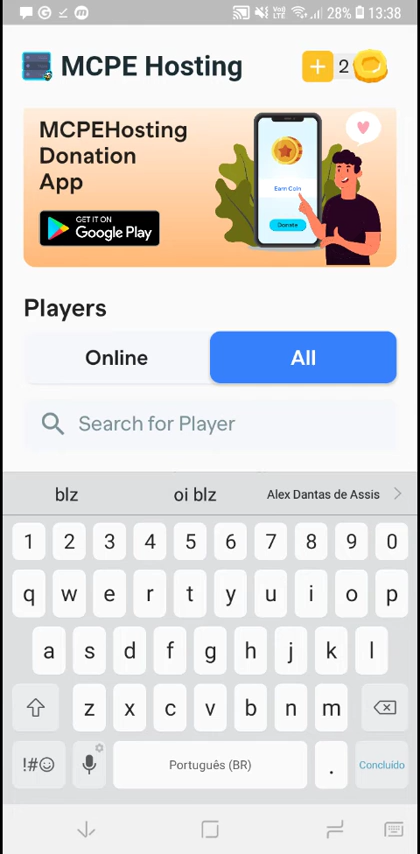 28% 13:38
MCPE Hosting
2
MCPEHosting
Donation
App
GET IT ON
Google Play
Earn Coin
Donate
Players
Online
All
Search for Player
blz
oi blz
Alex Dantas de Assis
1 2 3 4 5 6 7 8 9 0
q w e r t y u i o p
a s d f g h j k l
z x c v b n m
!#☺
Português (BR)
.
Concluído